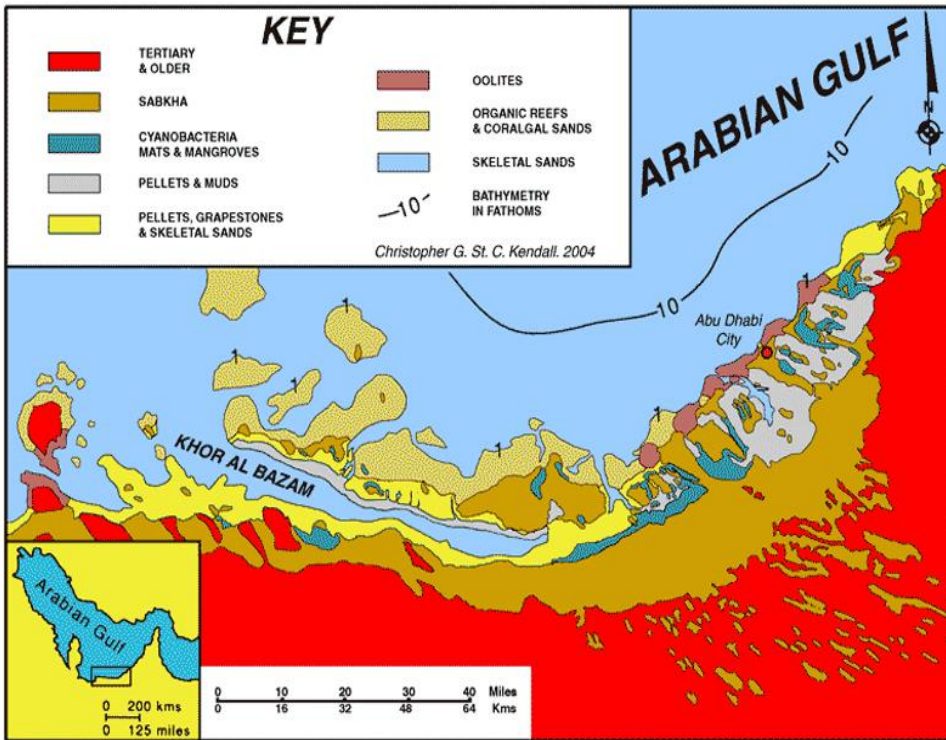 KEY
TERTIARY
& OLDER
SABKHA
CYANOBACTERIA
MATS & MANGROVES
PELLETS & MUDS
PELLETS, GRAPESTONES
& SKELETAL SANDS
OOLITES
ORGANIC REEFS
& CORALGAL SANDS
SKELETAL SANDS
-10-
BATHYMETRY
IN FATHOMS
Christopher G. St. C. Kendall. 2004
ARABIAN GULF
N
10
10
1
1
1
1
1
1
Abu Dhabi
City
KHOR AL BAZAM
Arabian Gulf
0 200 kms
0 125 miles
0 10 20 30 40 Miles
0 16 32 48 64 Kms